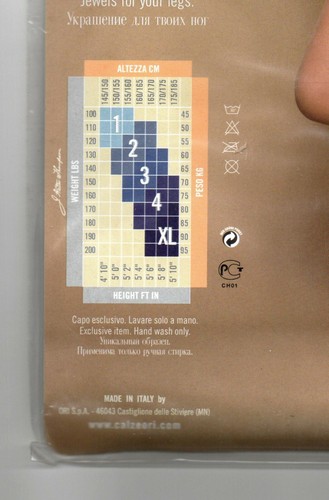 Jewels for your legs.
Украшение для твоих ног
ALTEZZA CM
145/150 150/155 155/160 160/165 165/170 170/175 175/185
WEIGHT LBS
100 45
110 50
120 55
130 60
140 65
150 70
160 75
170 80
180 85
190 90
200 95
PESO KG
1
2
3
4
XL
4' 10" 5' 0" 5' 2" 5' 4" 5' 6" 5' 8" 5' 10"
HEIGHT FT IN
CH01
Capo esclusivo. Lavare solo a mano.
Exclusive item. Hand wash only.
Уникальный образец.
Применима только ручная стирка.
MADE IN ITALY by
ORI S.p.A. - 46043 Castiglione delle Stiviere (MN)
www.calzeori.com